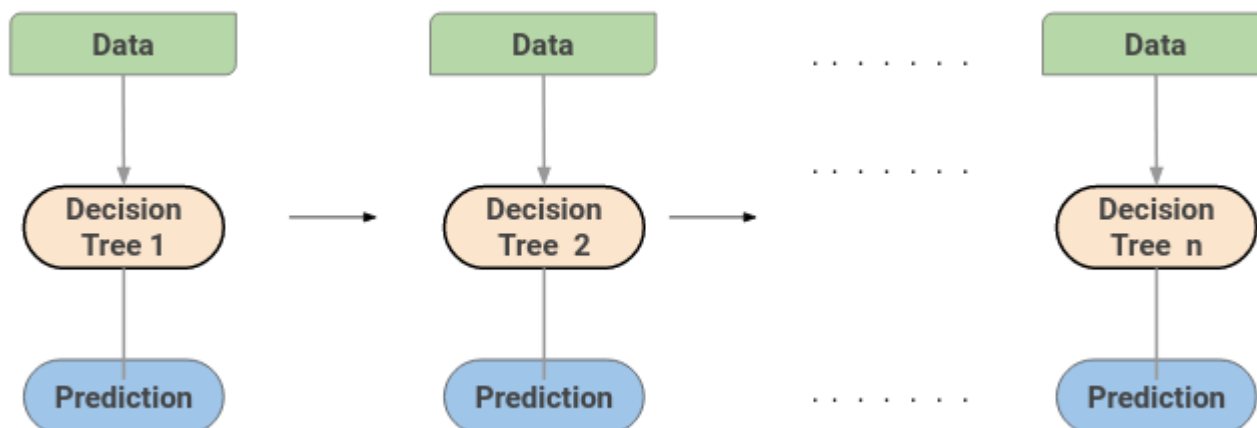 Data
Data
. . . . . . .
Data
. . . . . . .
Decision
Tree 1
Decision
Tree 2
Decision
Tree n
Prediction
Prediction
. . . . . . .
Prediction